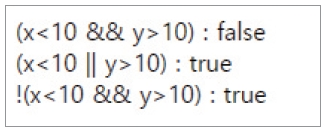 (x<10 && y>10) : false
(x<10 || y>10) : true
!(x<10 && y>10) : true